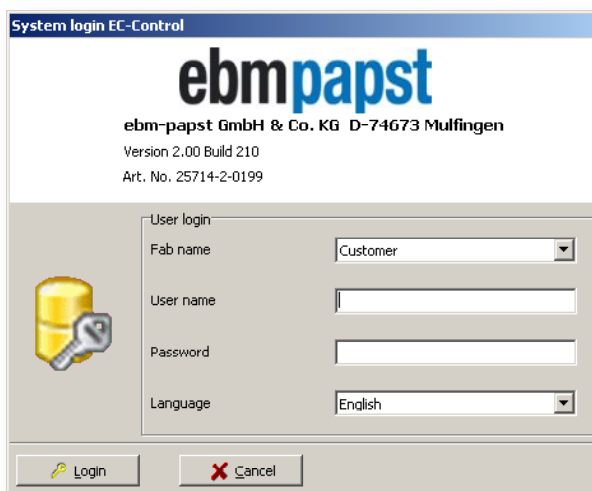 System login EC-Control
ebmpapst
ebm-papst GmbH & Co. KG D-74673 Mulfingen
Version 2.00 Build 210
Art. No. 25714-2-0199
User login
Fab name Customer
User name
Password
Language English
Login Cancel